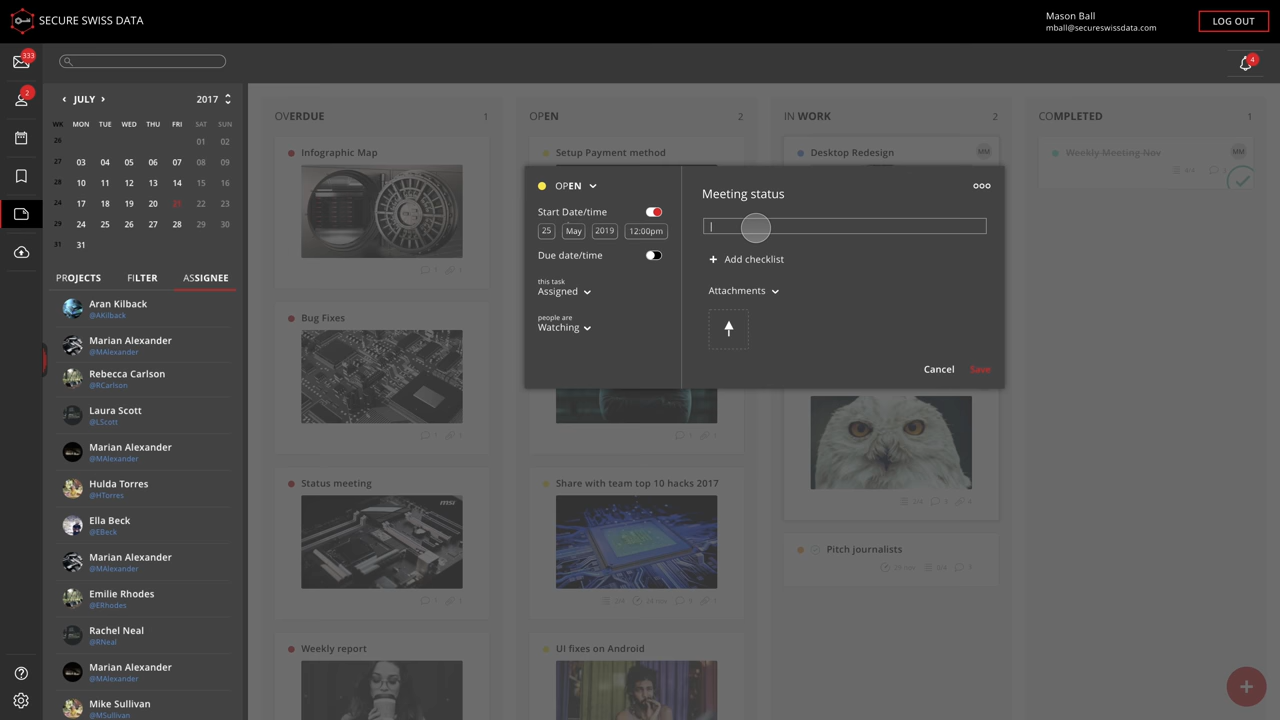 SECURE SWISS DATA
Mason Ball
mball@secureswissdata.com
LOG OUT
333
4
2
JULY
2017
WK MON TUE WED THU FRI SAT SUN
26 01 02
27 03 04 05 06 07 08 09
28 10 11 12 13 14 15 16
24 17 18 19 20 21 22 23
29 24 25 26 27 28 29 30
31 31
PROJECTS FILTER ASSIGNEE
Aran Kilback
@AKilback
Marian Alexander
@MAlexander
Rebecca Carlson
@RCarlson
Laura Scott
@LScott
Marian Alexander
@MAlexander
Hulda Torres
@HTorres
Ella Beck
@EBeck
Marian Alexander
@MAlexander
Emilie Rhodes
@ERhodes
Rachel Neal
@RNeal
Marian Alexander
@MAlexander
Mike Sullivan
@MSullivan
OVERDUE 1
Infographic Map
Bug Fixes
Status meeting
msi
Weekly report
OPEN 2
Setup Payment method
Share with team top 10 hacks 2017
UI fixes on Android
IN WORK 2
Desktop Redesign
MM
Pitch journalists
COMPLETED 1
Weekly Meeting Nov
MM
OPEN
Start Date/time
25 May 2019 12:00pm
Due date/time
this task
Assigned
people are
Watching
Meeting status
Add checklist
Attachments
Cancel Save